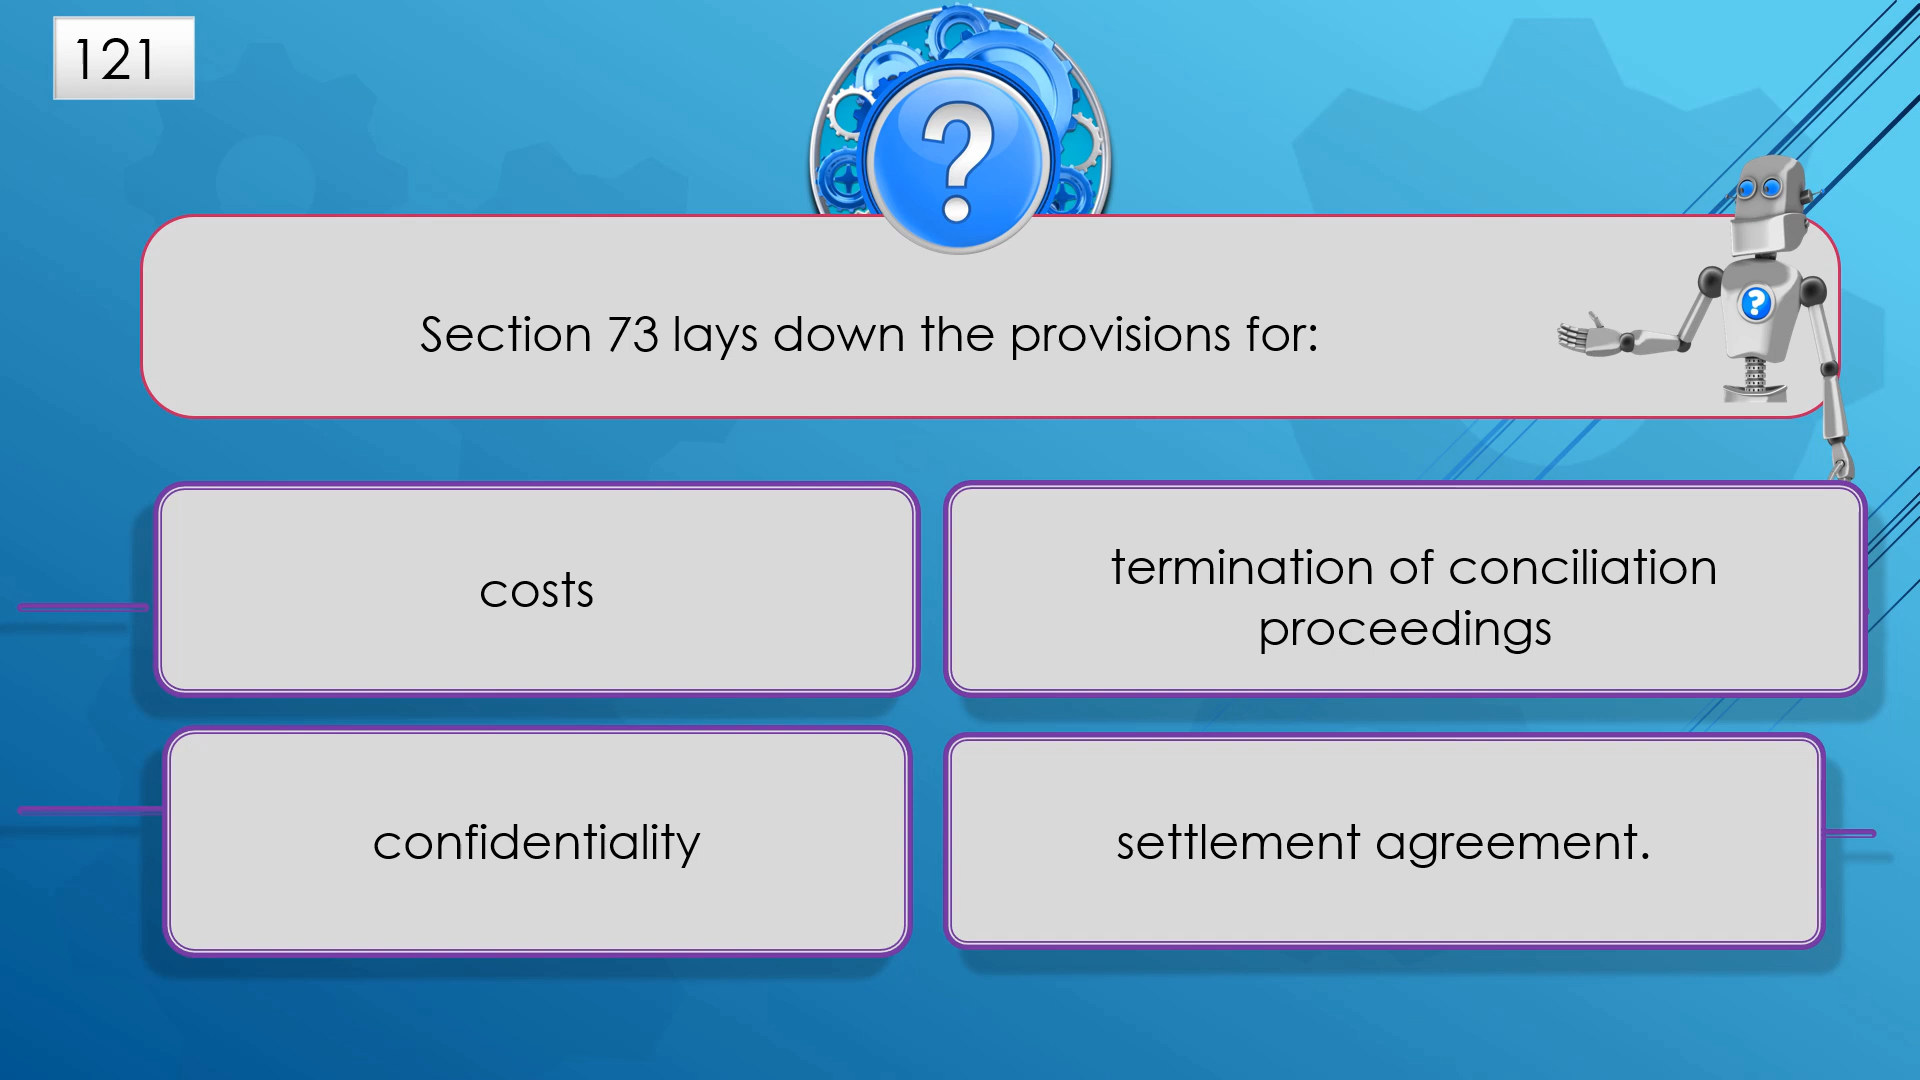 121
?
?
Section 73 lays down the provisions for:
costs
termination of conciliation
proceedings
confidentiality
settlement agreement.